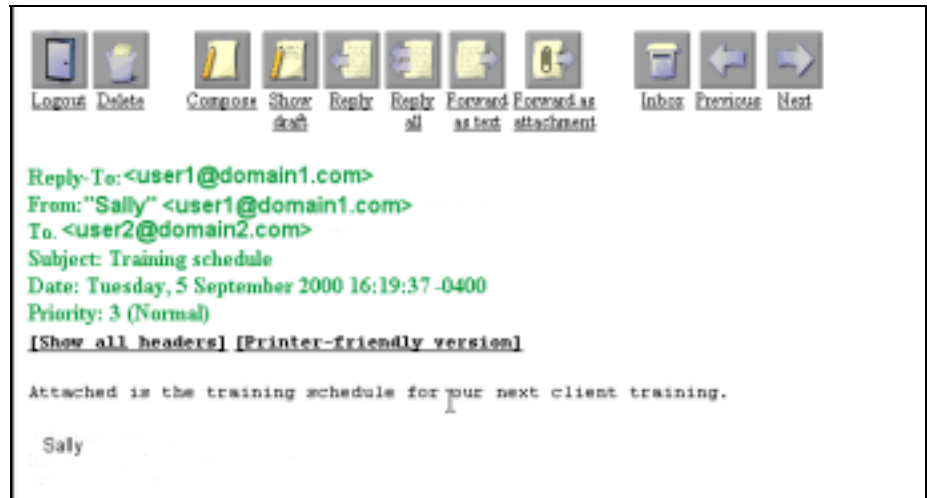 Logout Delete Compose Show draft Reply Reply all Forward as text Forward as attachment Inbox Previous Next
Reply-To:<user1@domain1.com>
From:"Sally" <user1@domain1.com>
To. <user2@domain2.com>
Subject: Training schedule
Date: Tuesday, 5 September 2000 16:19:37 -0400
Priority: 3 (Normal)
[Show all headers] [Printer-friendly version]
Attached is the training schedule for our next client training.
Sally